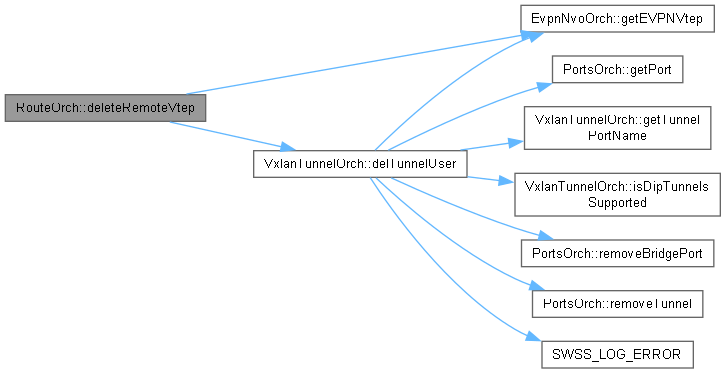 EvpnNvoOrch::getEVPNVtep
PortsOrch::getPort
RouteOrch::deleteRemoteVtep
VxlanTunnelOrch::getTunnel
PortName
VxlanTunnelOrch::delTunnelUser
VxlanTunnelOrch::isDipTunnels
Supported
PortsOrch::removeBridgePort
PortsOrch::removeTunnel
SWSS_LOG_ERROR